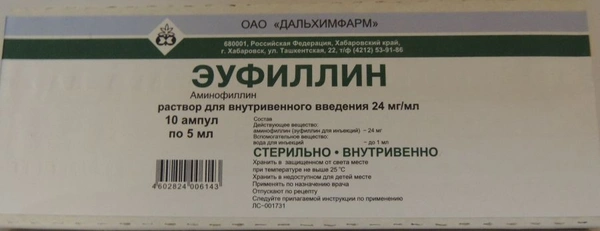 ОАО «ДАЛЬХИМФАРМ»
680001, Российская Федерация, Хабаровский край,
г. Хабаровск, ул. Ташкентская, 22, т/ф (4212) 53-91-86
ЭУФИЛЛИН
Аминофиллин
раствор для внутривенного введения 24 мг/мл
10 ампул
по 5 мл
Состав
Действующее вещество:
аминофиллин (эуфиллин для инъекций) – 24 мг
Вспомогательное вещество:
вода для инъекций – до 1 мл
СТЕРИЛЬНО • ВНУТРИВЕННО
Хранить в защищенном от света месте
при температуре не выше 25 °С
Хранить в недоступном для детей месте
Применять по назначению врача
Отпускают по рецепту
Следуйте прилагаемой инструкции по применению
ЛС-001731
4602824006143